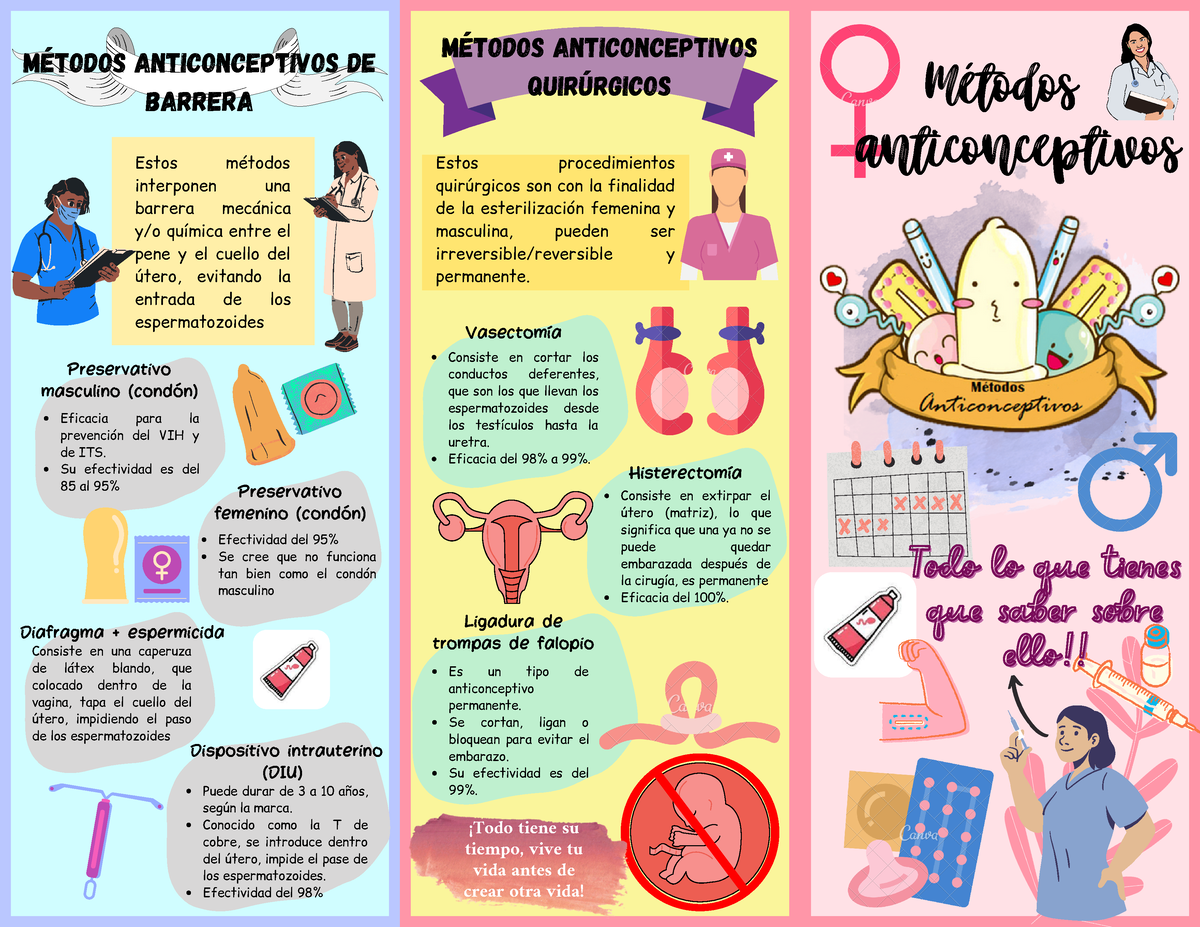 MÉTODOS ANTICONCEPTIVOS DE
BARRERA
Estos métodos
interponen una
barrera mecánica
y/o química entre el
pene y el cuello del
útero, evitando la
entrada de los
espermatozoides
Preservativo
masculino (condón)
• Eficacia para la
prevención del VIH y
de ITS.
• Su efectividad es del
85 al 95%
Preservativo
femenino (condón)
• Efectividad del 95%
• Se cree que no funciona
tan bien como el condón
masculino
Diafragma + espermicida
Consiste en una caperuza
de látex blando, que
colocado dentro de la
vagina, tapa el cuello del
útero, impidiendo el paso
de los espermatozoides
Dispositivo intrauterino
(DIU)
• Puede durar de 3 a 10 años,
según la marca.
• Conocido como la T de
cobre, se introduce dentro
del útero, impide el pase de
los espermatozoides.
• Efectividad del 98%
MÉTODOS ANTICONCEPTIVOS
QUIRÚRGICOS
Estos procedimientos
quirúrgicos son con la finalidad
de la esterilización femenina y
masculina, pueden ser
irreversible/reversible y
permanente.
Vasectomía
• Consiste en cortar los
conductos deferentes,
que son los que llevan los
espermatozoides desde
los testículos hasta la
uretra.
• Eficacia del 98% a 99%.
Histerectomía
• Consiste en extirpar el
útero (matriz), lo que
significa que una ya no se
puede quedar
embarazada después de
la cirugía, es permanente
• Eficacia del 100%.
Ligadura de
trompas de falopio
• Es un tipo de
anticonceptivo
permanente.
• Se cortan, ligan o
bloquean para evitar el
embarazo.
• Su efectividad es del
99%.
Canva
¡Todo tiene su
tiempo, vive tu
vida antes de
crear otra vida!
Métodos
anticonceptivos
Canva
Métodos
Anticonceptivos
Todo lo que tienes
que saber sobre
ello!!
Canva